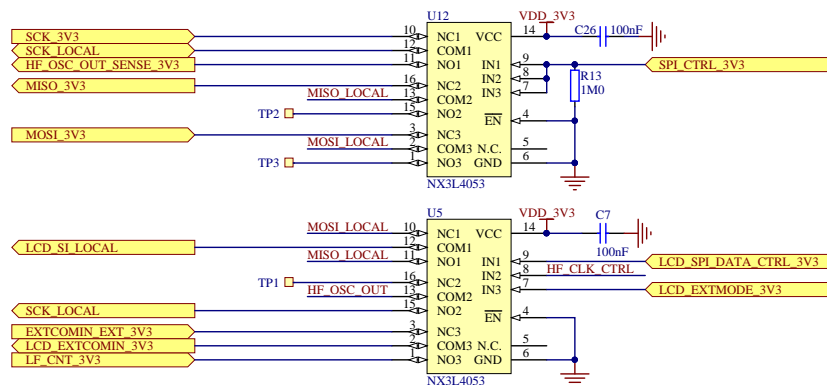 U12
VDD_3V3
C26 100nF
SCK_3V3 10 NC1 VCC 14
SCK_LOCAL 12 COM1
HF_OSC_OUT_SENSE_3V3 11 NO1 IN1 9 SPI_CTRL_3V3
IN2 8 R13
MISO_3V3 16 NC2 IN3 7 1M0
MISO_LOCAL 13 COM2
TP2 15 NO2 EN 4
MOSI_3V3 3 NC3
MOSI_LOCAL 2 COM3 N.C. 5
TP3 1 NO3 GND 6
NX3L4053
U5
VDD_3V3
C7
MOSI_LOCAL 10 NC1 VCC 14
100nF
LCD_SI_LOCAL 12 COM1
MISO_LOCAL 11 NO1 IN1 9 LCD_SPI_DATA_CTRL_3V3
IN2 8 HF_CLK_CTRL
TP1 16 NC2 IN3 7 LCD_EXTMODE_3V3
HF_OSC_OUT 13 COM2
SCK_LOCAL 15 NO2 EN 4
EXTCOMIN_EXT_3V3 3 NC3
LCD_EXTCOMIN_3V3 2 COM3 N.C. 5
LF_CNT_3V3 1 NO3 GND 6
NX3L4053